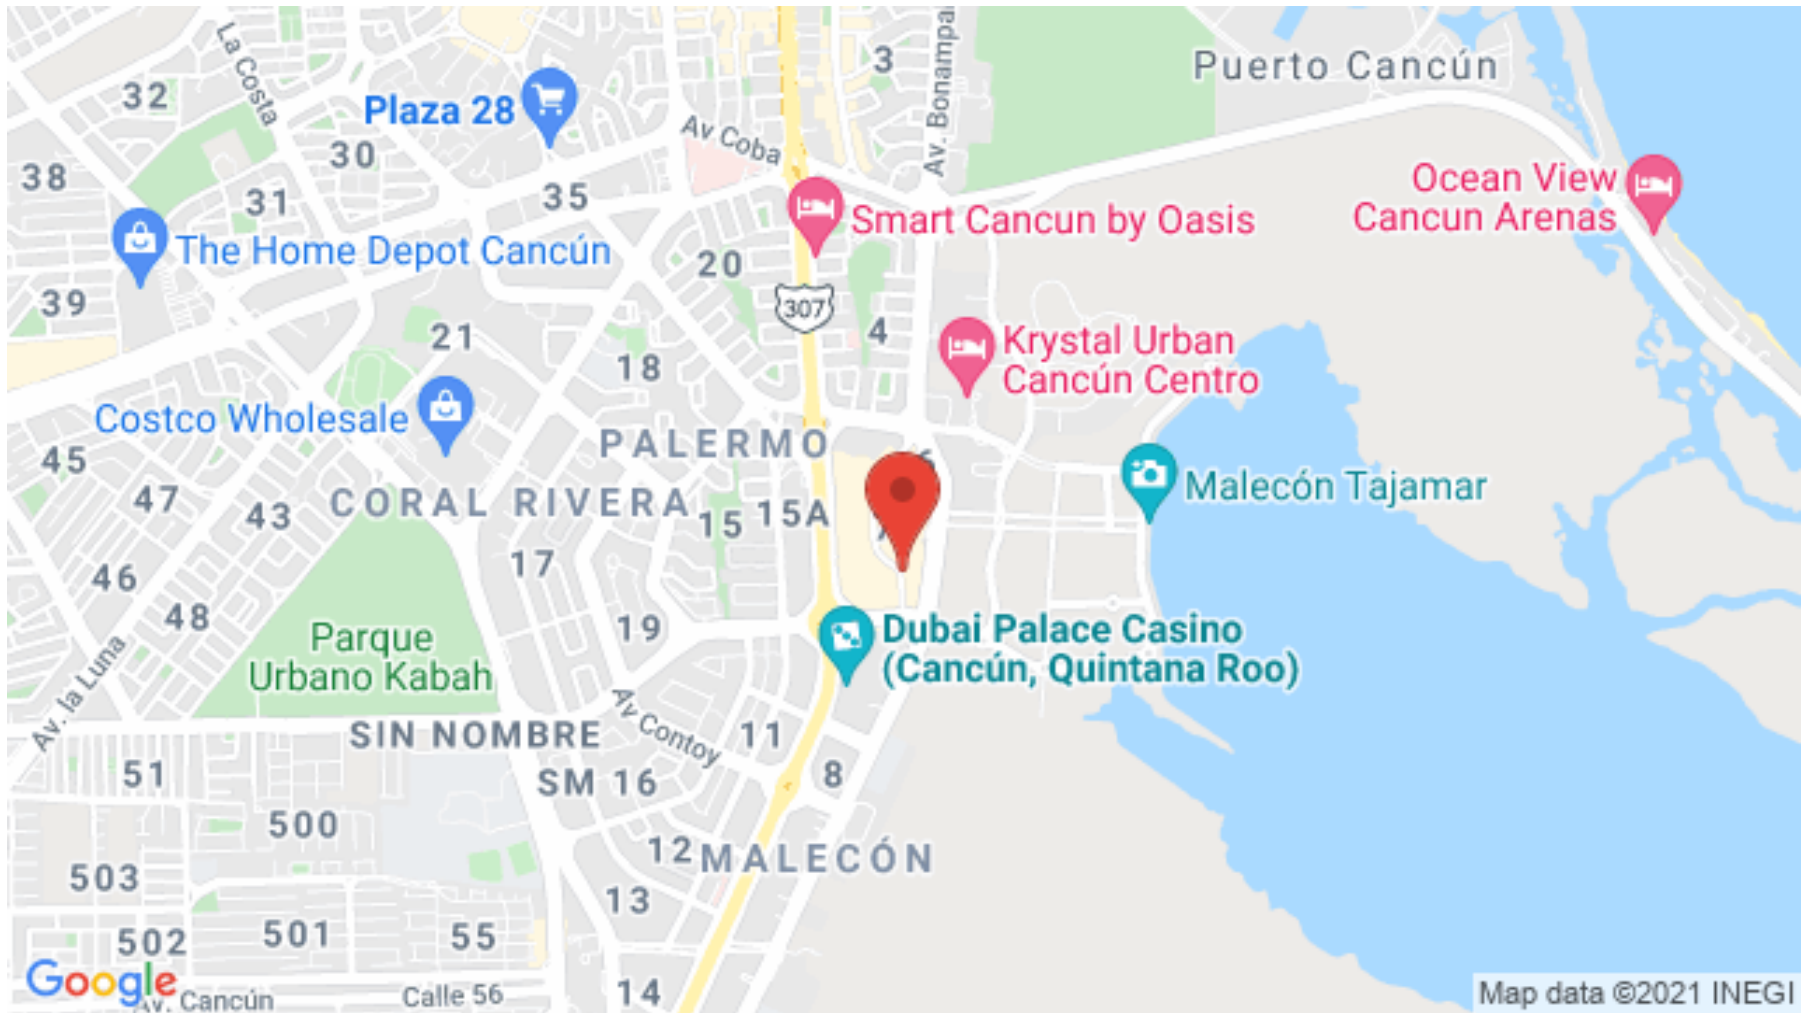 La Costa
3
Av. Bonampa
Puerto Cancún
32
Plaza 28
Av Coba
30
38
31
35
Ocean View
Cancun Arenas
Smart Cancun by Oasis
The Home Depot Cancún
20
39
307
21
4
Krystal Urban
Cancún Centro
18
Costco Wholesale
PALERMO
45
6
47
43
CORAL RIVERA
15
15A
Malecón Tajamar
7
17
46
48
19
Parque
Urbano Kabah
Dubai Palace Casino
(Cancún, Quintana Roo)
Av. la Luna
Av Contoy
SIN NOMBRE
11
51
SM 16
8
500
12
MALECÓN
503
13
502
501
55
Google
Av. Cancún
Calle 56
14
Map data ©2021 INEGI